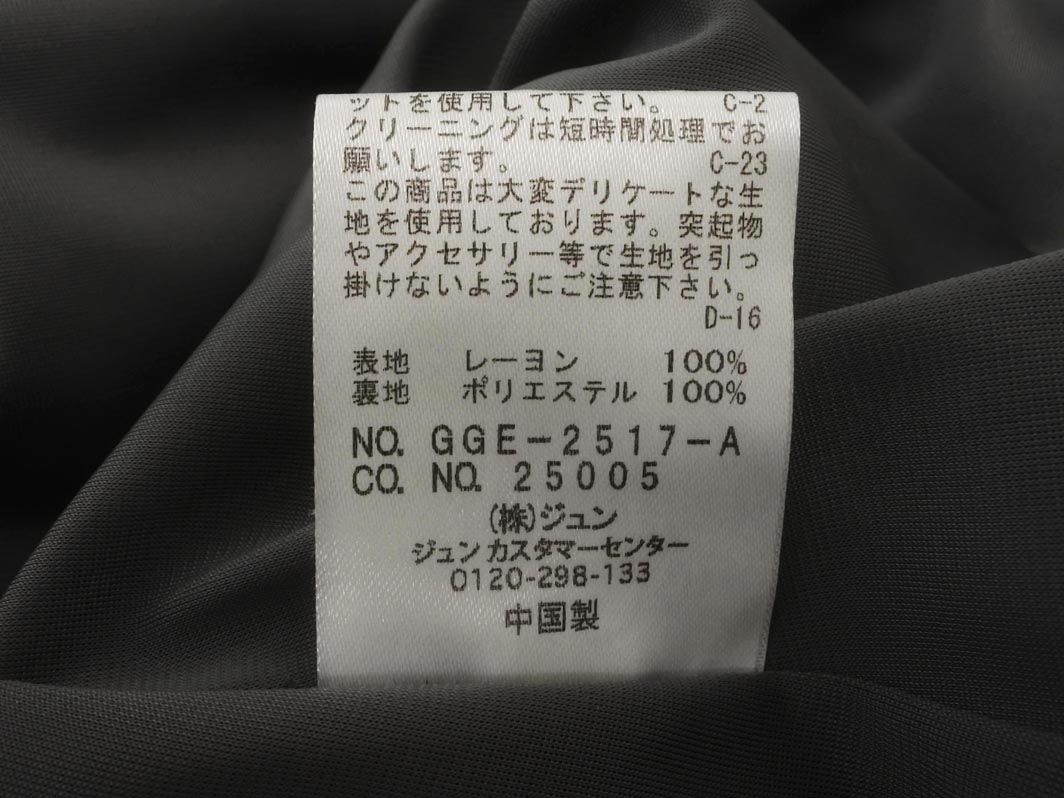 ットを使用して下さい。 C-2
クリーニングは短時間処理でお
願いします。 C-23
この商品は大変デリケートな生
地を使用しております。突起物
やアクセサリー等で生地を引っ
掛けないようにご注意下さい。
D-16
表地 レーヨン 100%
裏地 ポリエステル 100%
NO. GGE-2517-A
CO. NO. 25005
(株)ジュン
ジュンカスタマーセンター
0120-298-133
中国製